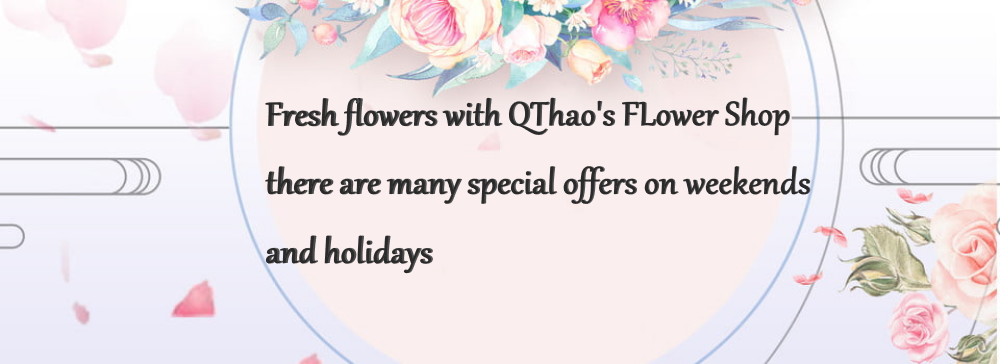 Fresh flowers with QThao's FLower Shop
there are many special offers on weekends
and holidays